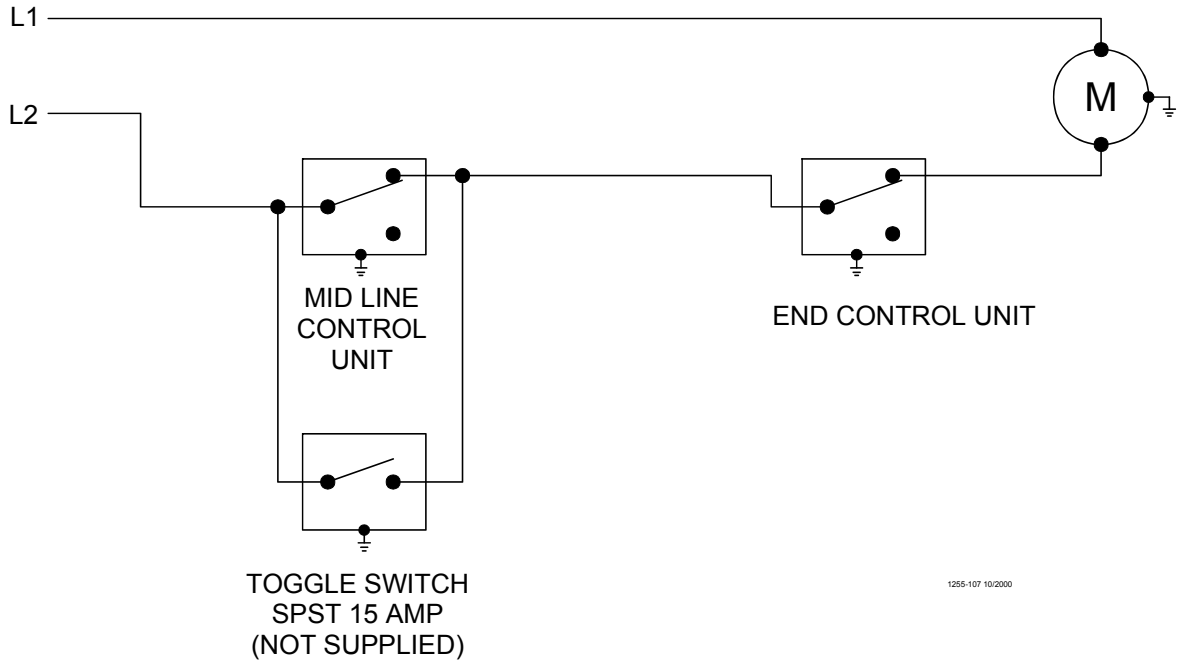 L1
M
L2
MID LINE
CONTROL
UNIT
END CONTROL UNIT
TOGGLE SWITCH
SPST 15 AMP
(NOT SUPPLIED)
1255-107 10/2000